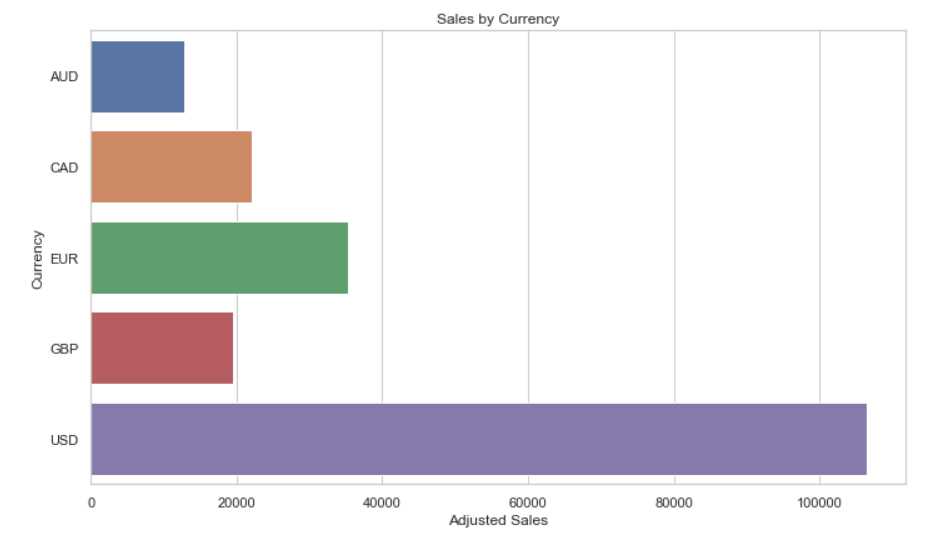 Sales by Currency
AUD
CAD
EUR
GBP
USD
Currency
0 20000 40000 60000 80000 100000
Adjusted Sales